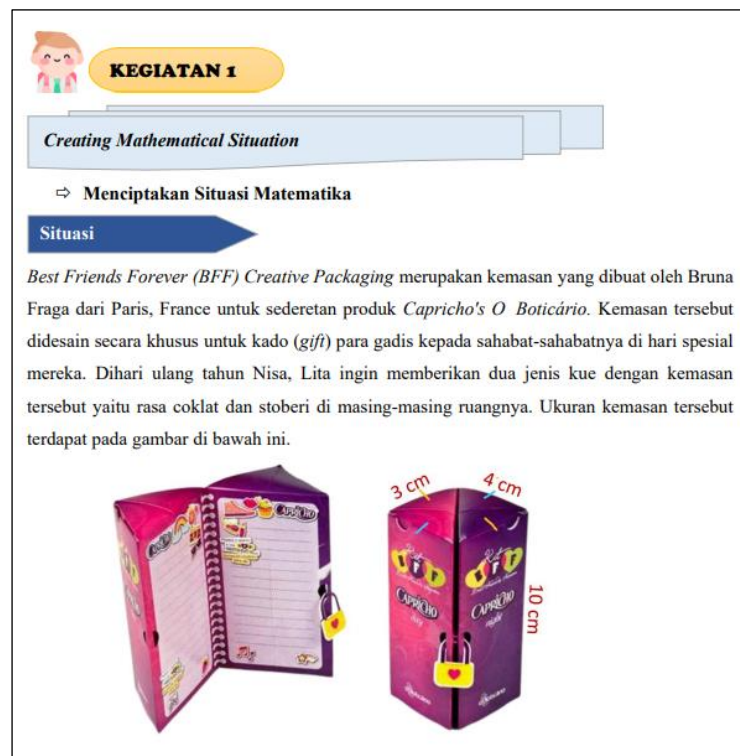 KEGIATAN 1
Creating Mathematical Situation
⇨ Menciptakan Situasi Matematika
Situasi
Best Friends Forever (BFF) Creative Packaging merupakan kemasan yang dibuat oleh Bruna
Fraga dari Paris, France untuk sederetan produk Capricho's O Boticário. Kemasan tersebut
didesain secara khusus untuk kado (gift) para gadis kepada sahabat-sahabatnya di hari spesial
mereka. Dihari ulang tahun Nisa, Lita ingin memberikan dua jenis kue dengan kemasan
tersebut yaitu rasa coklat dan stoberi di masing-masing ruangnya. Ukuran kemasan tersebut
terdapat pada gambar di bawah ini.
3 cm
4 cm
CAPRICHO
BFF
CAPRICHO
CAPRICHO
night
10 cm